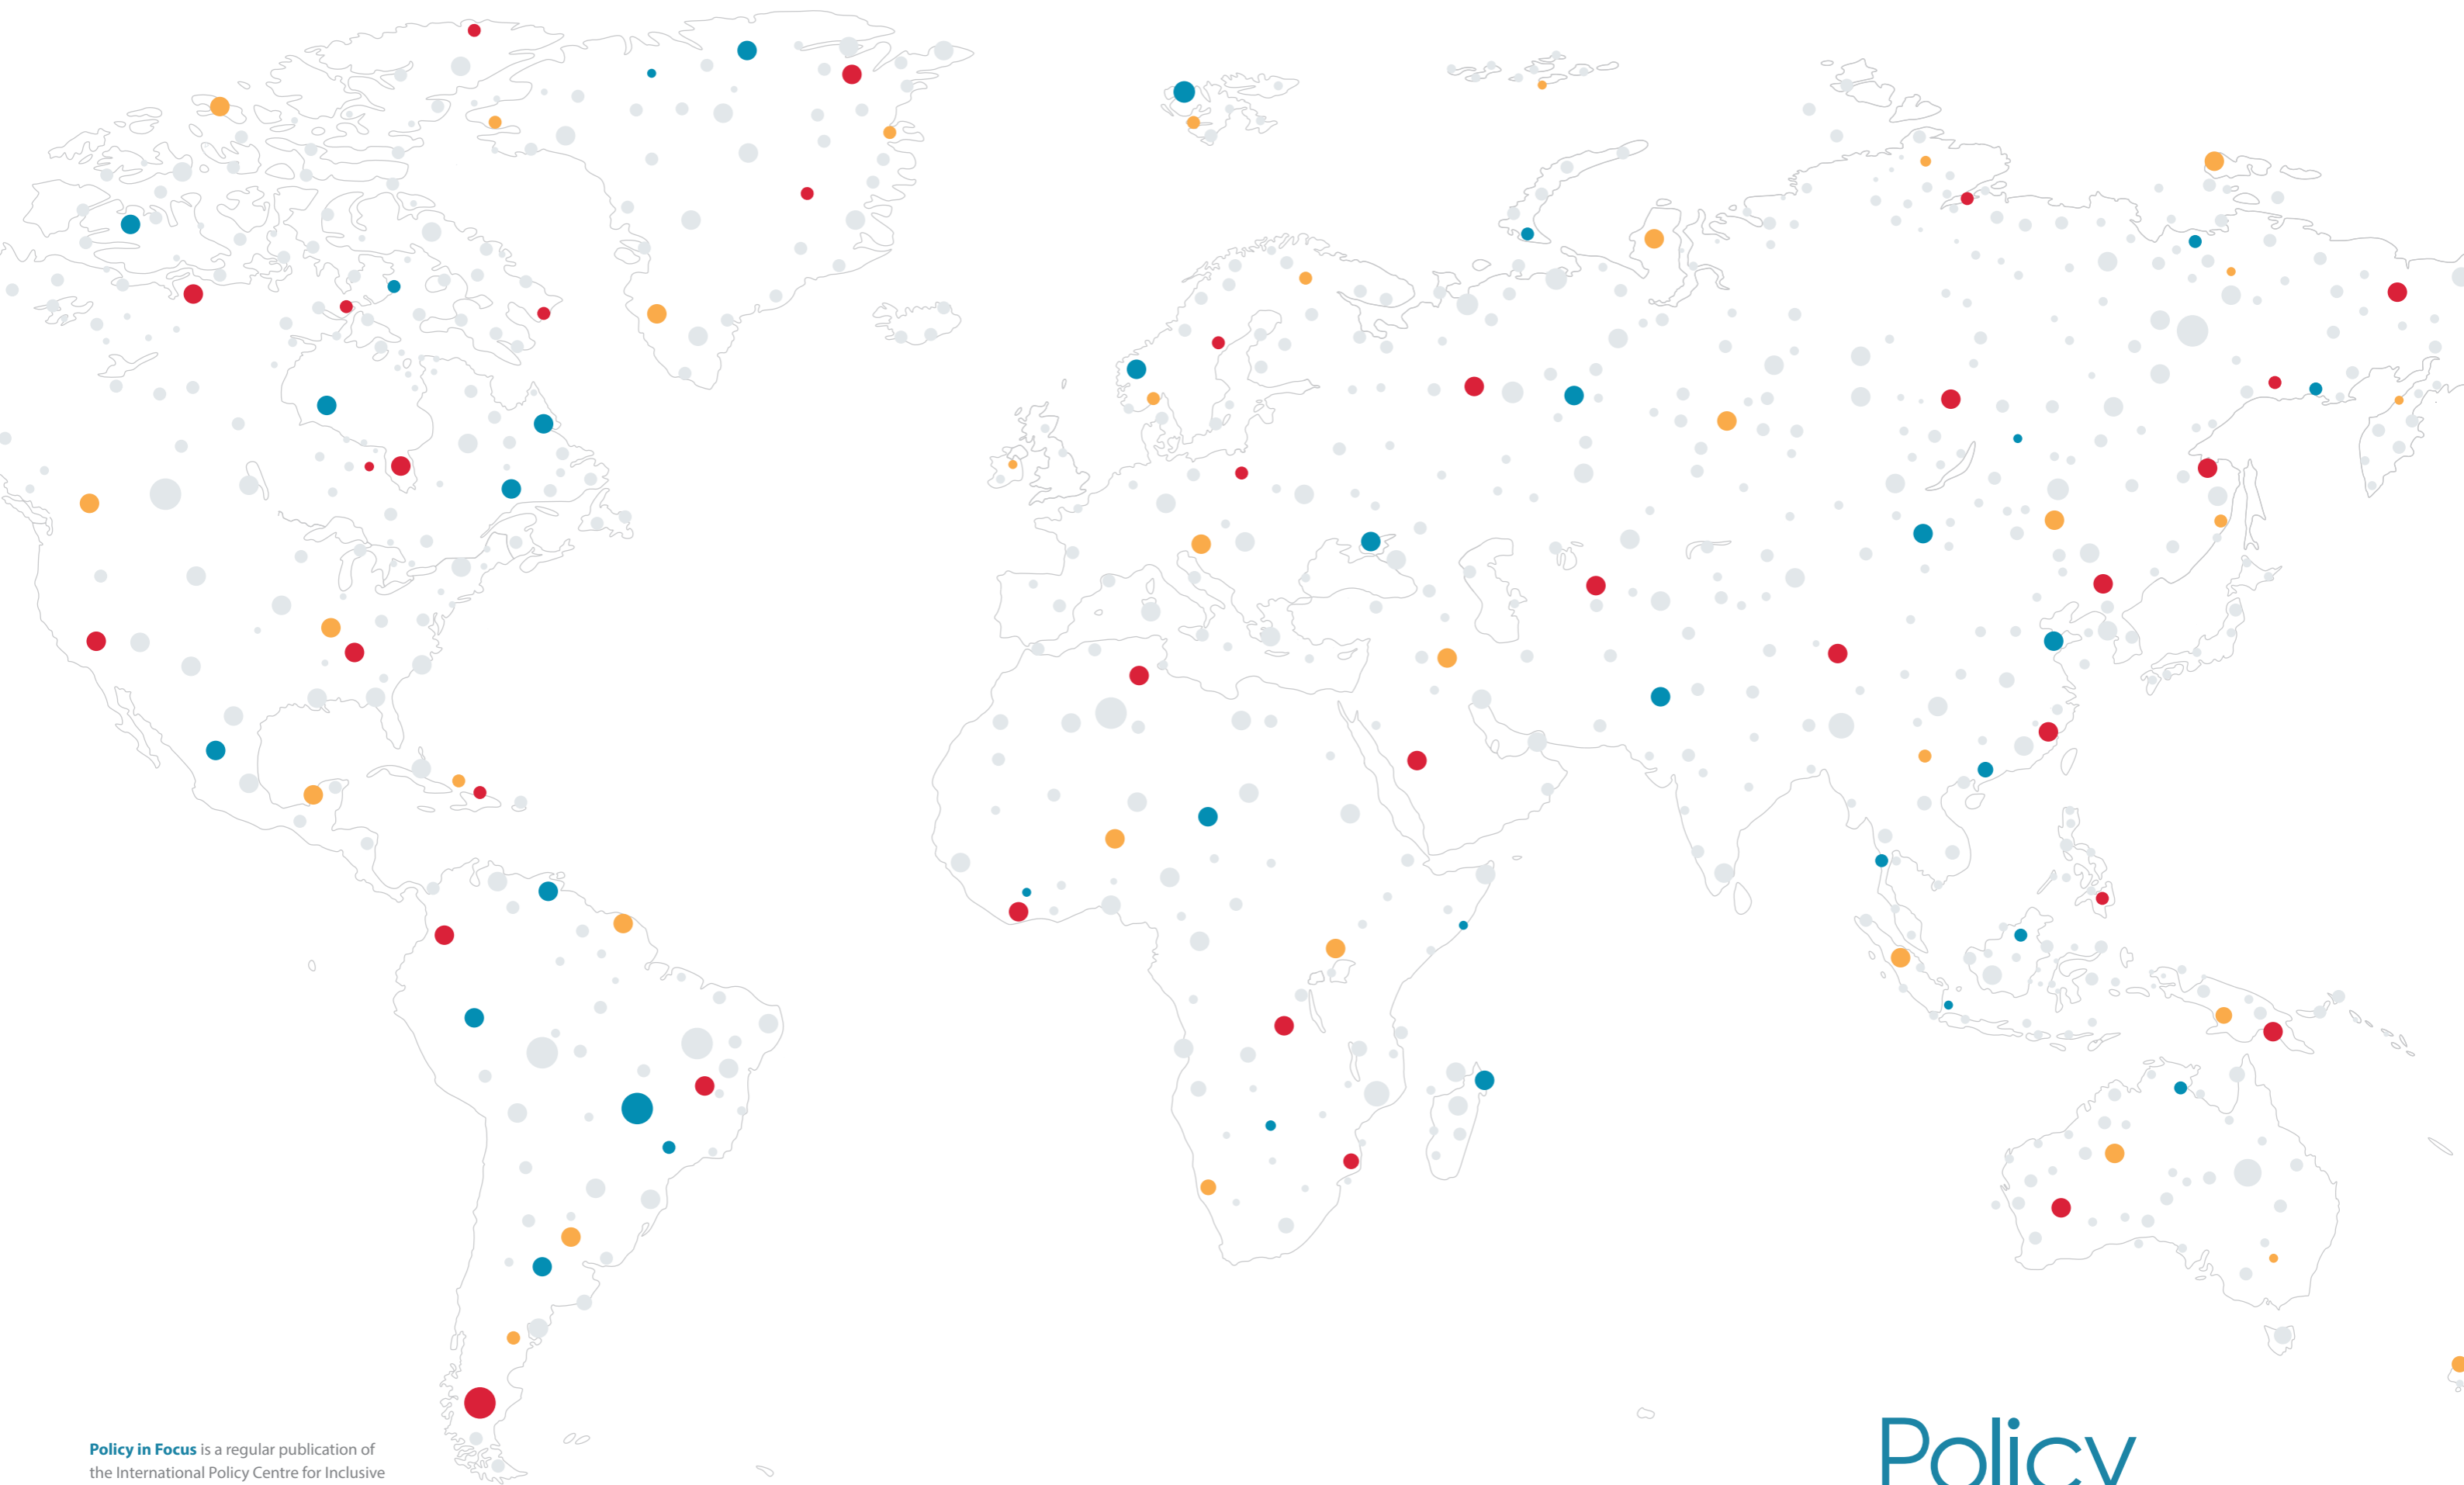 Policy in Focus is a regular publication of
the International Policy Centre for Inclusive
Policy